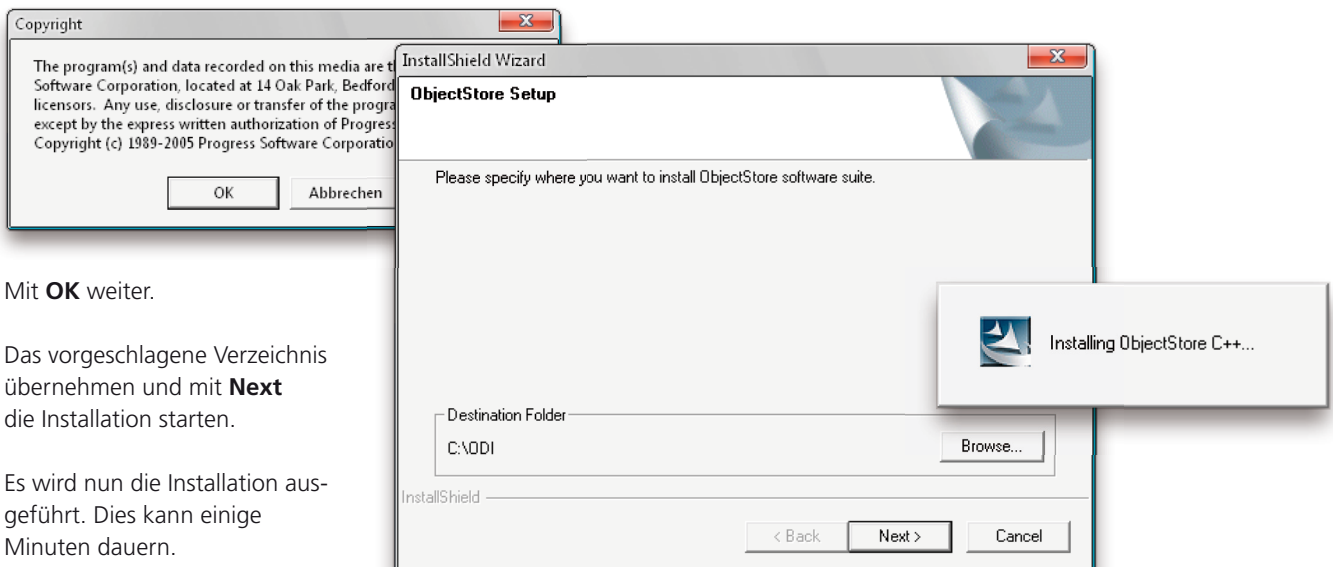 Copyright
The program(s) and data recorded on this media are
Software Corporation, located at 14 Oak Park, Bedford
licensors. Any use, disclosure or transfer of the
except by the express written authorization of Progress
Copyright (c) 1989-2005 Progress Software
OK
Abbrechen
InstallShield Wizard
ObjectStore Setup
Please specify where you want to install ObjectStore software suite.
Installing ObjectStore C++...
Destination Folder
C:\ODI
Browse...
InstallShield
< Back
Next >
Cancel
Mit OK weiter.
Das vorgeschlagene Verzeichnis
übernehmen und mit Next
die Installation starten.
Es wird nun die Installation aus-
geführt. Dies kann einige
Minuten dauern.